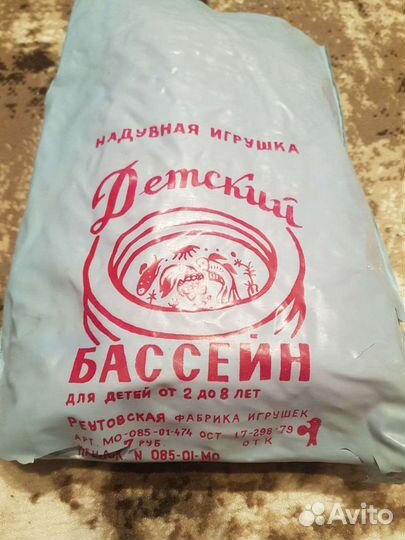 НАДУВНАЯ ИГРУШКА
Детский
БАССЕЙН
ДЛЯ ДЕТЕЙ ОТ 2 ДО 8 ЛЕТ
РЕУТОВСКАЯ ФАБРИКА ИГРУШЕК
АРТ. МО-085-01-474 ОСТ 17-298-79
7 РУБ. ОТК
N 085-01-МО
Avito